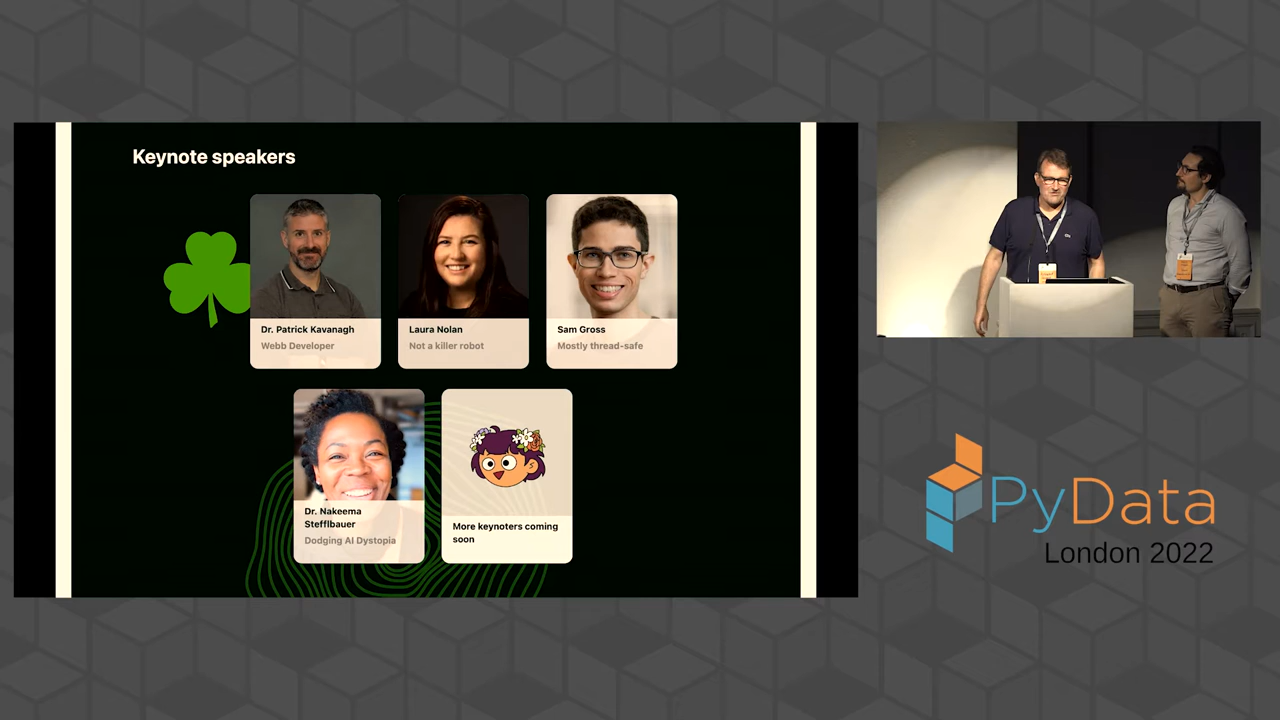 Keynote speakers
Dr. Patrick Kavanagh
Webb Developer
Laura Nolan
Not a killer robot
Sam Gross
Mostly thread-safe
Dr. Nakeema
Stefflbauer
Dodging AI Dystopia
More keynoters coming
soon
PyData
London 2022